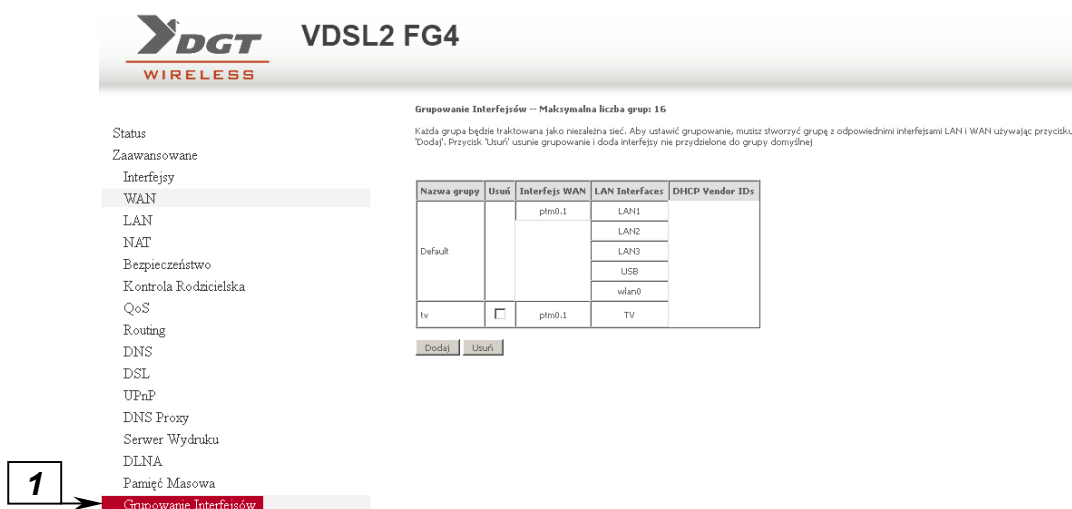 DGT
WIRELESS
VDSL2 FG4
Status
Zaawansowane
Interfejsy
WAN
LAN
NAT
Bezpieczeństwo
Kontrola Rodzicielska
QoS
Routing
DNS
DSL
UPnP
DNS Proxy
Serwer Wydruku
DLNA
Pamięć Masowa
Grupowanie Interfejsów
1
Grupowanie Interfejsów -- Maksymalna liczba grup: 16
Każda grupa będzie traktowana jako niezależna sieć. Aby ustawić grupowanie, musisz stworzyć grupę z odpowiednimi interfejsami LAN i WAN używając przycisku
'Dodaj'. Przycisk 'Usuń' usunie grupowanie i doda interfejsy nie przydzielone do grupy domyślnej
Nazwa grupy Usuń Interfejs WAN LAN Interfaces DHCP Vendor IDs
Default ptm0.1 LAN1
LAN2
LAN3
USB
wlan0
tv ptm0.1 TV
Dodaj Usuń